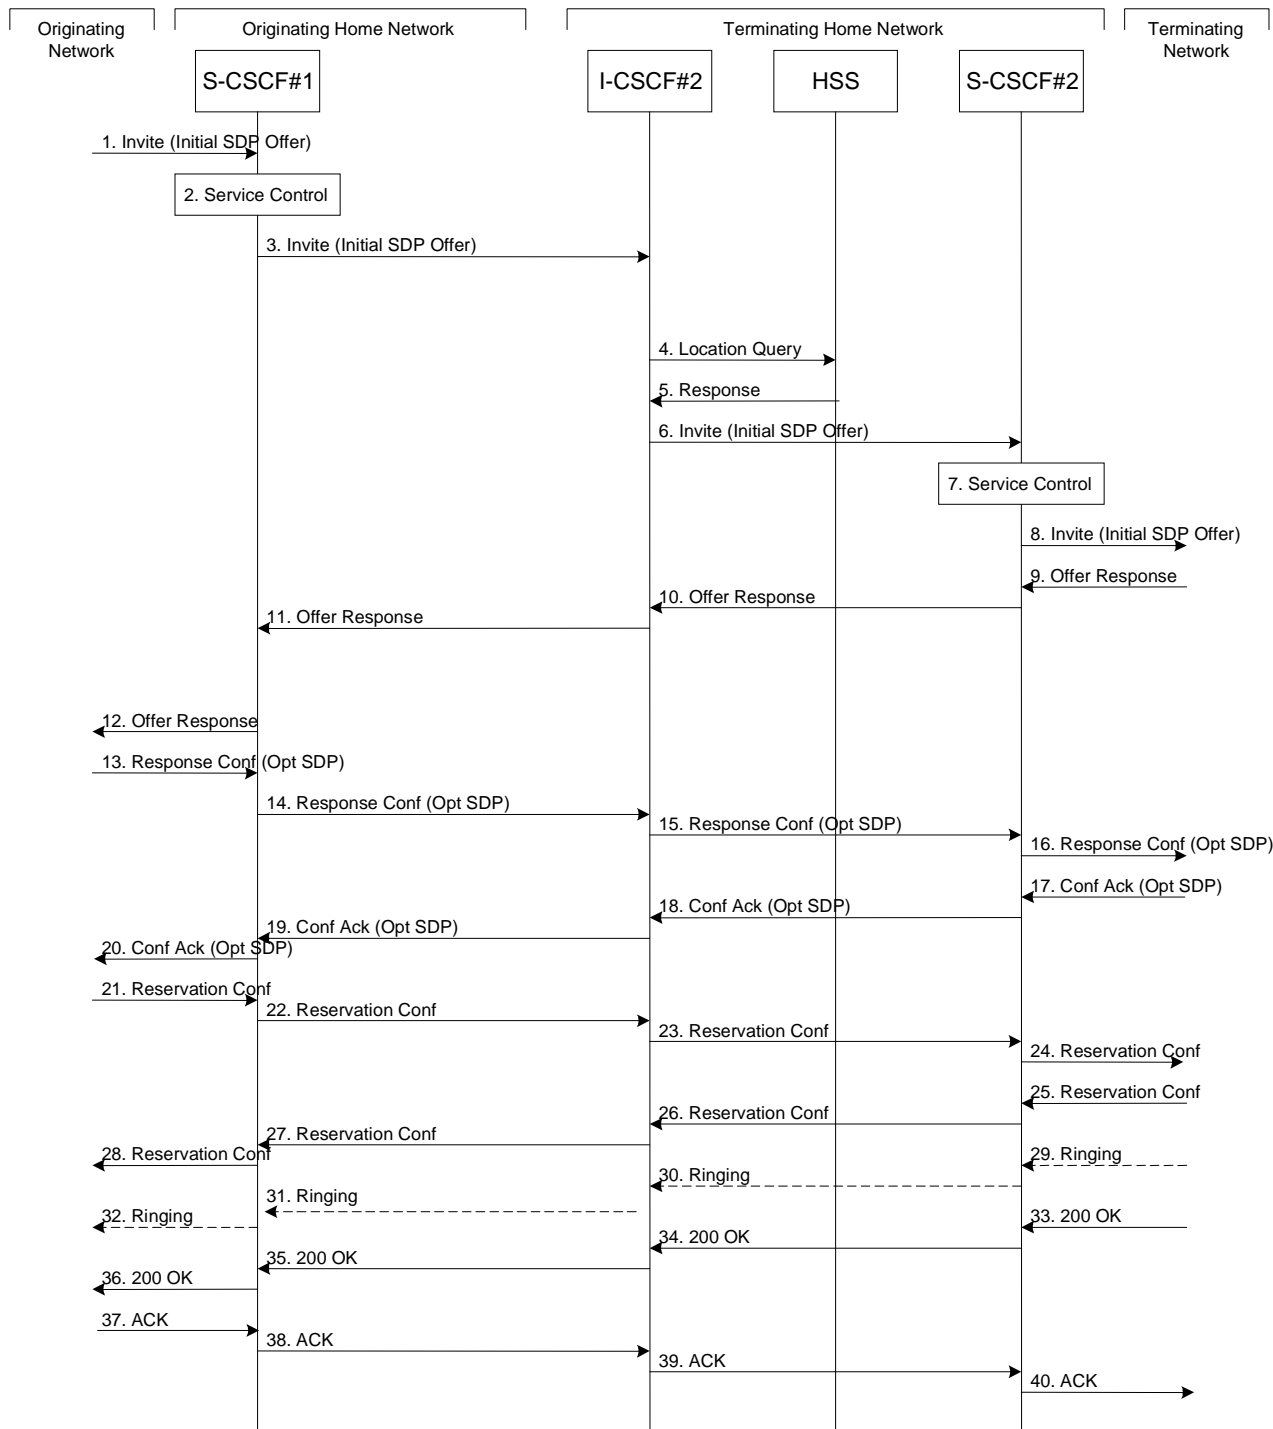 Originating
Network
Originating Home Network
Terminating Home Network
Terminating
Network
S-CSCF#1
I-CSCF#2
HSS
S-CSCF#2
1. Invite (Initial SDP Offer)
2. Service Control
3. Invite (Initial SDP Offer)
4. Location Query
5. Response
6. Invite (Initial SDP Offer)
7. Service Control
8. Invite (Initial SDP Offer)
9. Offer Response
10. Offer Response
11. Offer Response
12. Offer Response
13. Response Conf (Opt SDP)
14. Response Conf (Opt SDP)
15. Response Conf (Opt SDP)
16. Response Conf (Opt SDP)
17. Conf Ack (Opt SDP)
18. Conf Ack (Opt SDP)
19. Conf Ack (Opt SDP)
20. Conf Ack (Opt SDP)
21. Reservation Conf
22. Reservation Conf
23. Reservation Conf
24. Reservation Conf
25. Reservation Conf
26. Reservation Conf
27. Reservation Conf
28. Reservation Conf
29. Ringing
30. Ringing
31. Ringing
32. Ringing
33. 200 OK
34. 200 OK
35. 200 OK
36. 200 OK
37. ACK
38. ACK
39. ACK
40. ACK